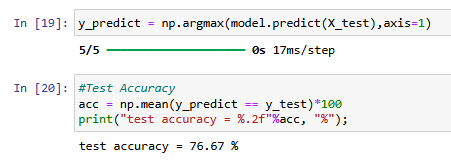 In [19]: y_predict = np.argmax(model.predict(X_test),axis=1)
5/5 ━━━━━━━━━━━━━━━━━━━━ 0s 17ms/step
In [20]: #Test Accuracy
acc = np.mean(y_predict == y_test)*100
print("test accuracy = %.2f"%acc, "%");
test accuracy = 76.67 %